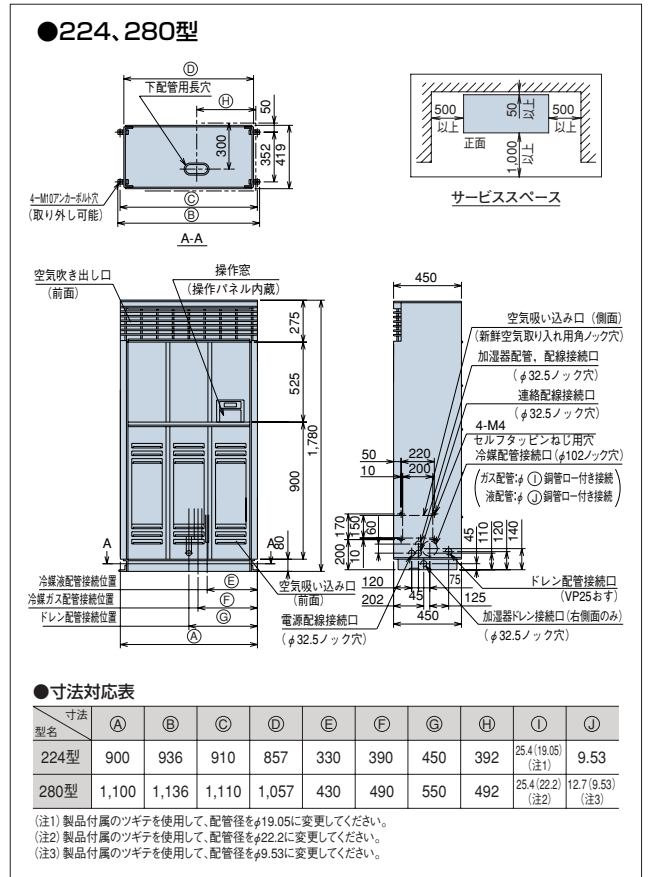 ●224、280型
Ⓓ
下配管用長穴
Ⓗ
50
300
352
419
4-M10アンカーボルト穴
(取り外し可能)
Ⓒ
Ⓑ
A-A
500
以上
50
以上
500
以上
正面
1,000
以上
サービススペース
空気吹き出し口
(前面)
操作窓
(操作パネル内蔵)
275
525
1,780
900
80
A
A
冷媒液配管接続位置
冷媒ガス配管接続位置
ドレン配管接続位置
Ⓔ
Ⓕ
Ⓖ
Ⓐ
空気吸い込み口
(前面)
450
空気吸い込み口(側面)
(新鮮空気取り入れ用角ノック穴)
加湿器配管,配線接続口
(φ32.5ノック穴)
連絡配線接続口
(φ32.5ノック穴)
4-M4
セルフタッピンねじ用穴
冷媒配管接続口(φ102ノック穴)
(ガス配管:φⒾ銅管ロー付き接続
液配管:φⒿ銅管ロー付き接続)
50
220
10
200
170
150
60
200
10
45
110
120
140
120
45
75
202
125
450
ドレン配管接続口
(VP25おす)
電源配線接続口
(φ32.5ノック穴)
加湿器ドレン接続口(右側面のみ)
(φ32.5ノック穴)
●寸法対応表
寸法 型名 Ⓐ Ⓑ Ⓒ Ⓓ Ⓔ Ⓕ Ⓖ Ⓗ Ⓘ Ⓙ
224型 900 936 910 857 330 390 450 392 25.4(19.05)(注1) 9.53
280型 1,100 1,136 1,110 1,057 430 490 550 492 25.4(22.2)(注2) 12.7(9.53)(注3)
(注1)製品付属のツギテを使用して、配管径をφ19.05に変更してください。
(注2)製品付属のツギテを使用して、配管径をφ22.2に変更してください。
(注3)製品付属のツギテを使用して、配管径をφ9.53に変更してください。